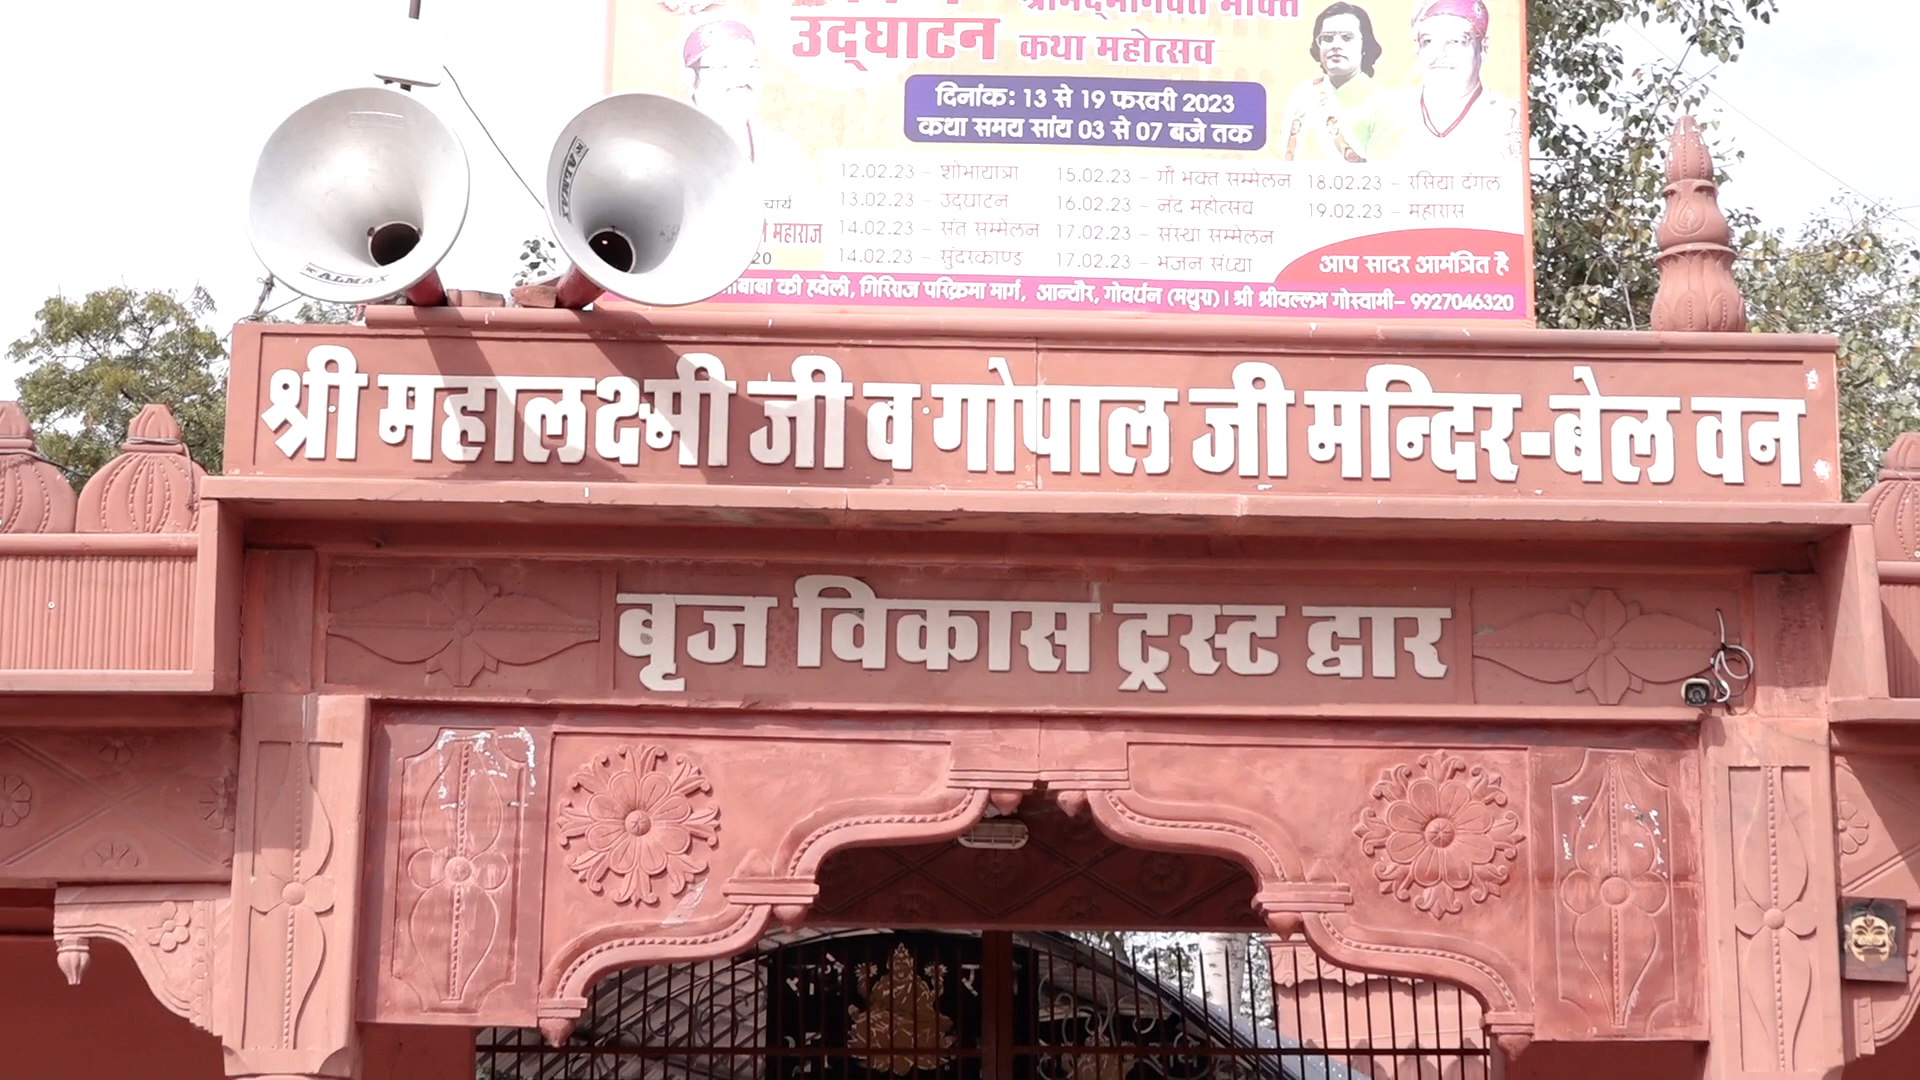 उद्घाटन कथा महोत्सव
दिनांक: 13 से 19 फरवरी 2023
कथा समय सांय 03 से 07 बजे तक
12.02.23 – शोभायात्रा
13.02.23 – उद्घाटन
14.02.23 – संत सम्मेलन
14.02.23 – सुंदरकाण्ड
15.02.23 – गौ भक्त सम्मेलन
16.02.23 – नंद महोत्सव
17.02.23 – संस्था सम्मेलन
17.02.23 – भजन संध्या
18.02.23 – रसिया दंगल
19.02.23 – महारास
महाराज
आप सादर आमंत्रित है
की हवेली, गिरिराज परिक्रमा मार्ग, आन्यौर, गोवर्धन (मथुरा) । श्री श्रीवल्लभ गोस्वामी– 9927046320
ALMAX
ALMAX
श्री महालक्ष्मी जी व गोपाल जी मन्दिर-बेल वन
बृज विकास ट्रस्ट द्वार